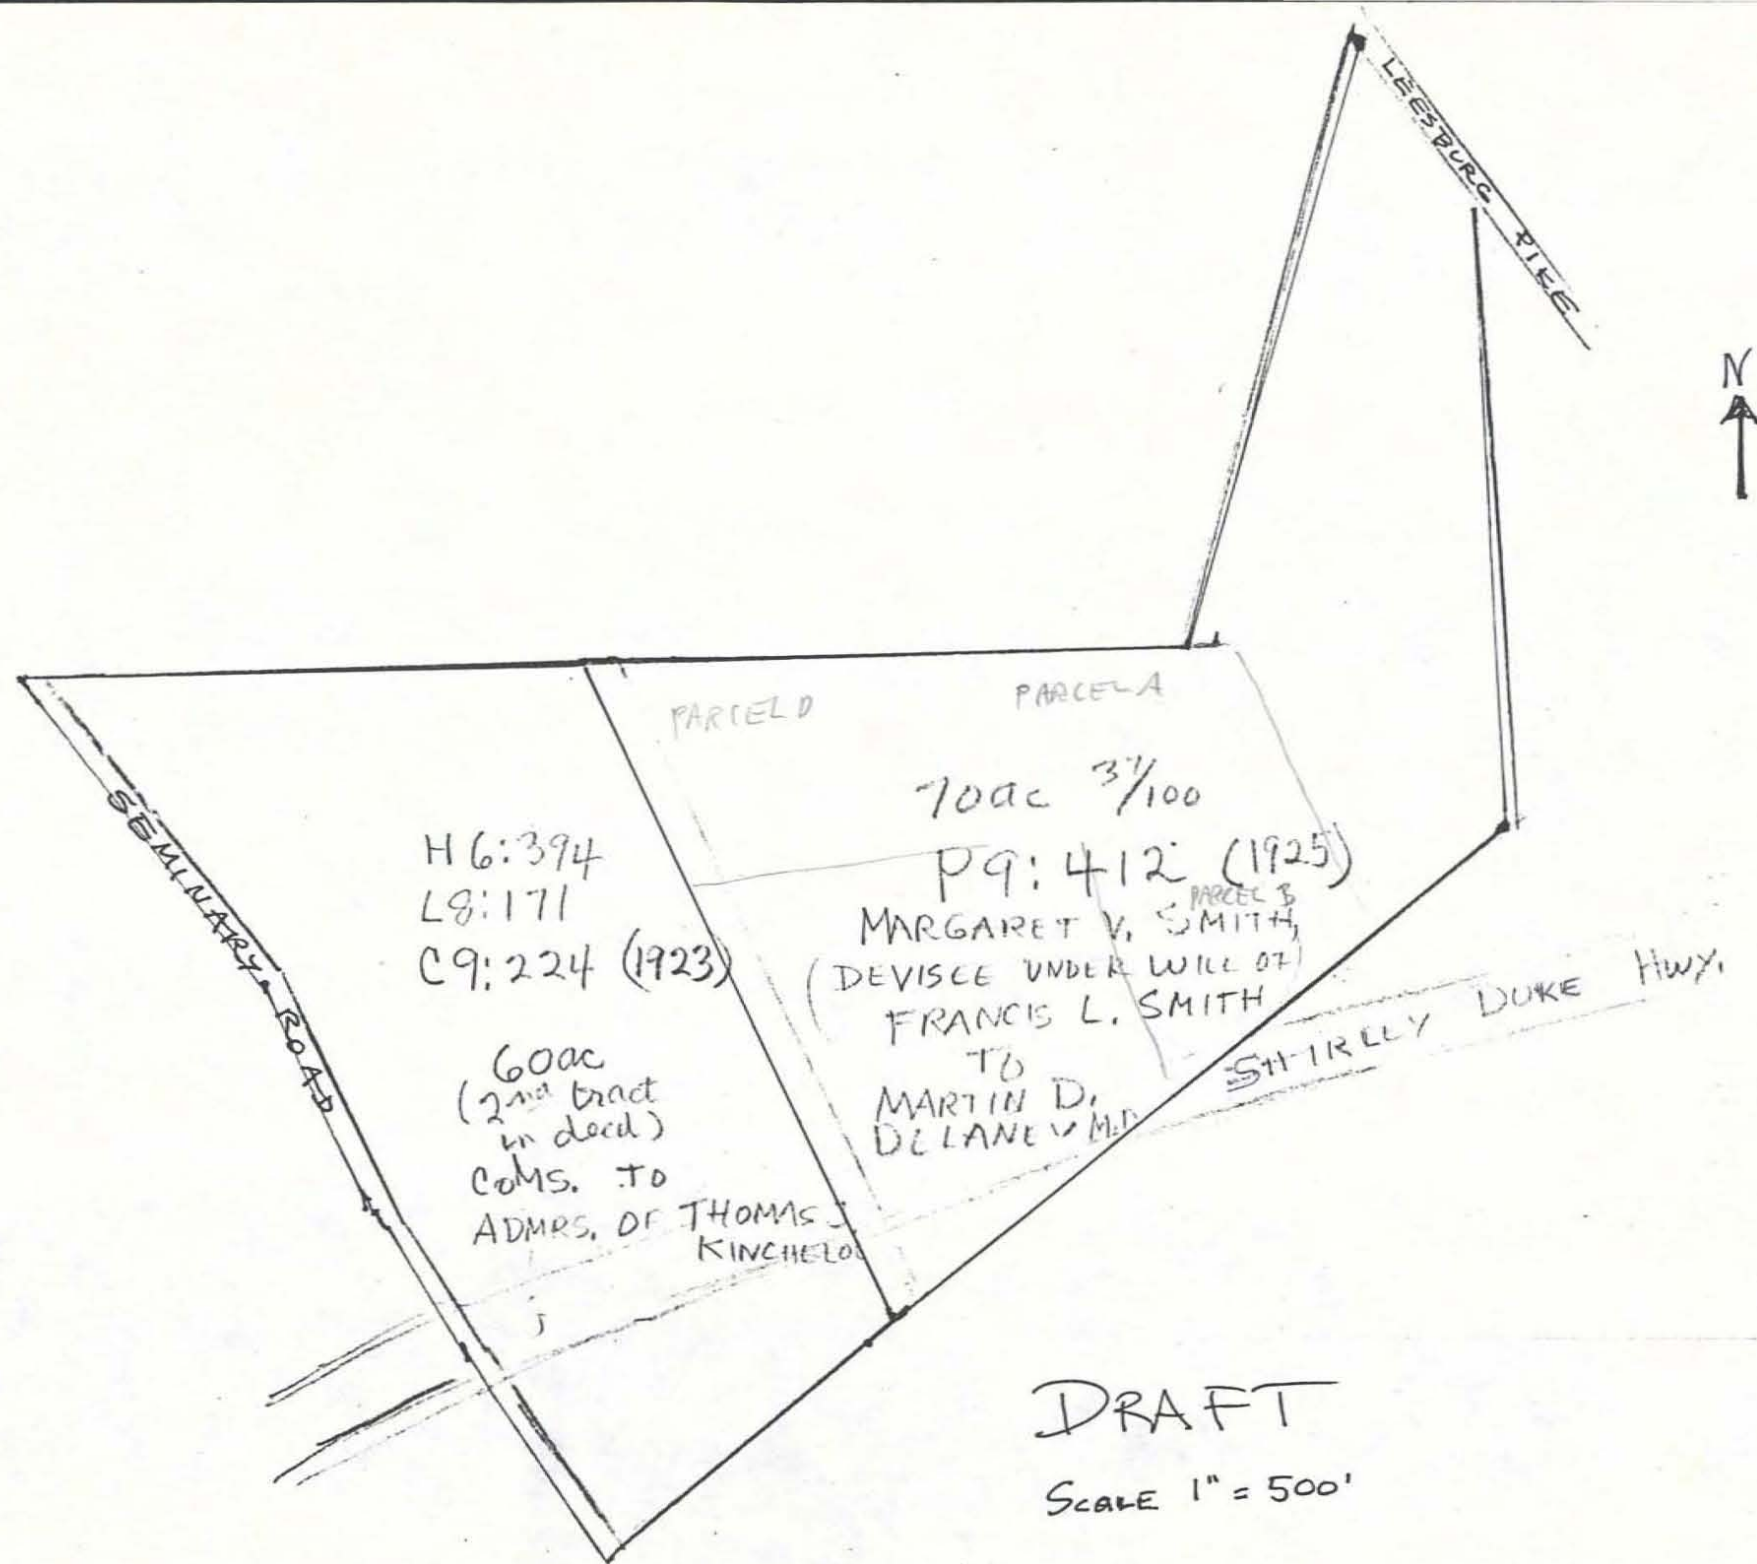 LEESBURG PIKE
N
PARCEL D
PARCEL A
70ac 37/100
P9:412 (1925)
PARCEL B
MARGARET V. SMITH,
(DEVISEE UNDER WILL OF)
FRANCIS L. SMITH
TO
MARTIN D.
DELANEY M.D.
SEMINARY ROAD
H6:394
L8:171
C9:224 (1923)
60ac
(2nd tract
in deed)
COMS. TO
ADMRS. OF THOMAS J.
KINCHELOE
SHIRLLY DUKE HWY.
DRAFT
SCALE 1" = 500'